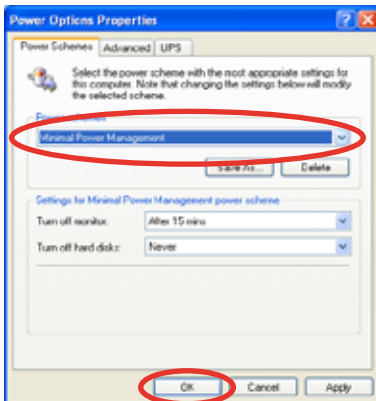 Power Options Properties
Power Schemes Advanced UPS
Select the power scheme with the most appropriate settings for
this computer. Note that changing the settings below will modify
the selected scheme.
Power schemes
Minimal Power Management
Save As... Delete
Settings for Minimal Power Management power scheme
Turn off monitor: After 15 mins
Turn off hard disks: Never
OK Cancel Apply